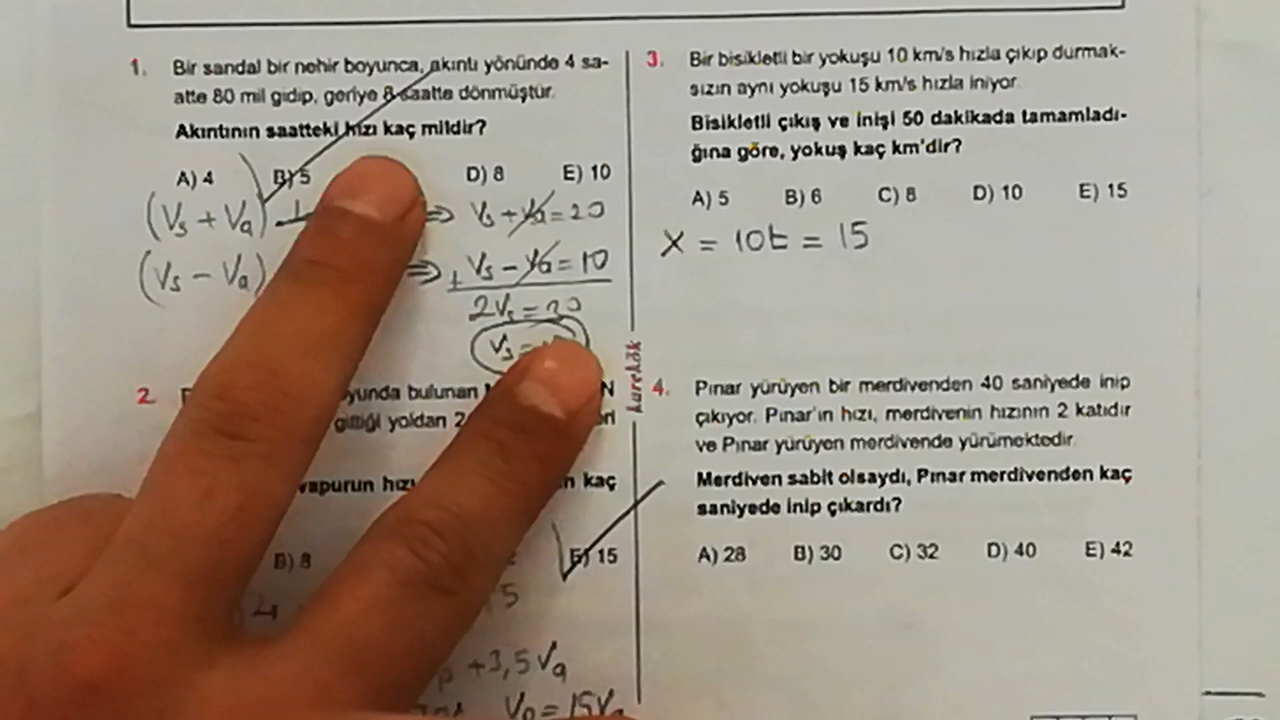 1. Bir sandal bir nehir boyunca, akıntı yönünde 4 sa-
atte 80 mil gidip, geriye 8 saatte dönmüştür.
Akıntının saatteki hızı kaç mildir?
A) 4 B) 5 D) 8 E) 10
(Vs + Va) ⇒ Vs + Va = 20
(Vs − Va) ⇒ + Vs − Va = 10
2Vs = 30
Vs =
2
yunda bulunan N
gittiği yoldan
vapurun hızı kaç
B) 8 E) 15
5
+3,5 Va
karekök
3. Bir bisikletli bir yokuşu 10 km/s hızla çıkıp durmak-
sızın aynı yokuşu 15 km/s hızla iniyor.
Bisikletli çıkış ve inişi 50 dakikada tamamladı-
ğına göre, yokuş kaç km'dir?
A) 5 B) 6 C) 8 D) 10 E) 15
X = 10t = 15
4. Pınar yürüyen bir merdivenden 40 saniyede inip
çıkıyor. Pınar'ın hızı, merdivenin hızının 2 katıdır
ve Pınar yürüyen merdivende yürümektedir.
Merdiven sabit olsaydı, Pınar merdivenden kaç
saniyede inip çıkardı?
A) 28 B) 30 C) 32 D) 40 E) 42